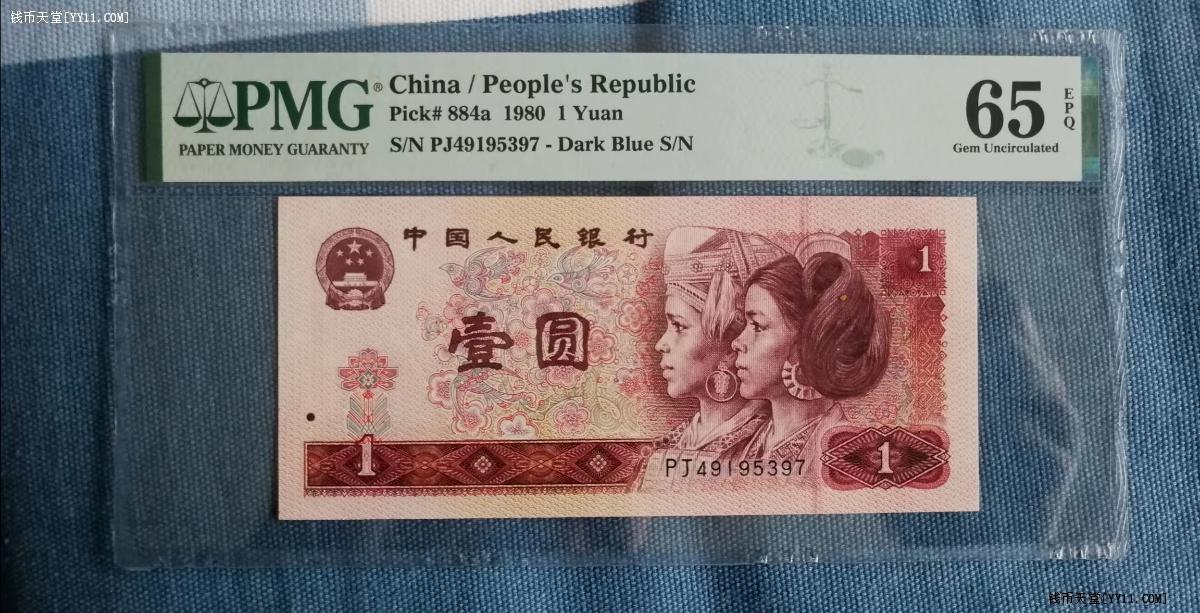 钱币天堂[YY11.COM]
PMG®
PAPER MONEY GUARANTY
China / People's Republic
Pick# 884a 1980 1 Yuan
S/N PJ49195397 - Dark Blue S/N
65
EPQ
Gem Uncirculated
中国人民银行
1
壹圆
1
PJ49195397
1
钱币天堂[YY11.COM]